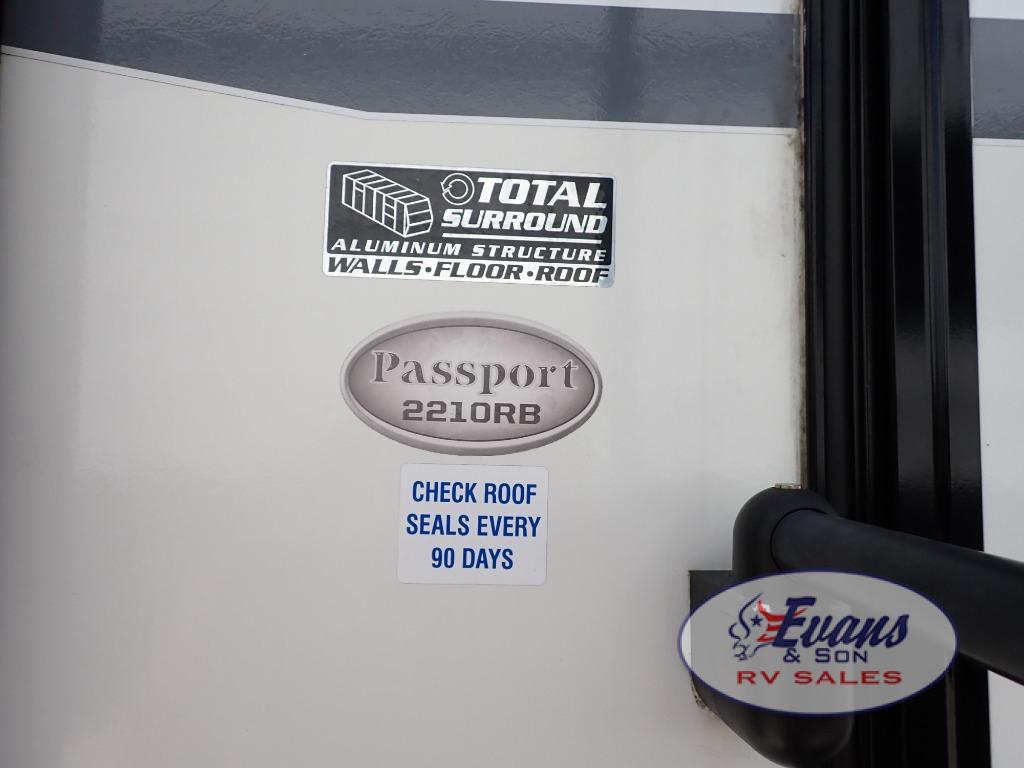 TOTAL
SURROUND
ALUMINUM STRUCTURE
WALLS·FLOOR·ROOF
Passport
2210RB
CHECK ROOF
SEALS EVERY
90 DAYS
Evans
& SON
RV SALES